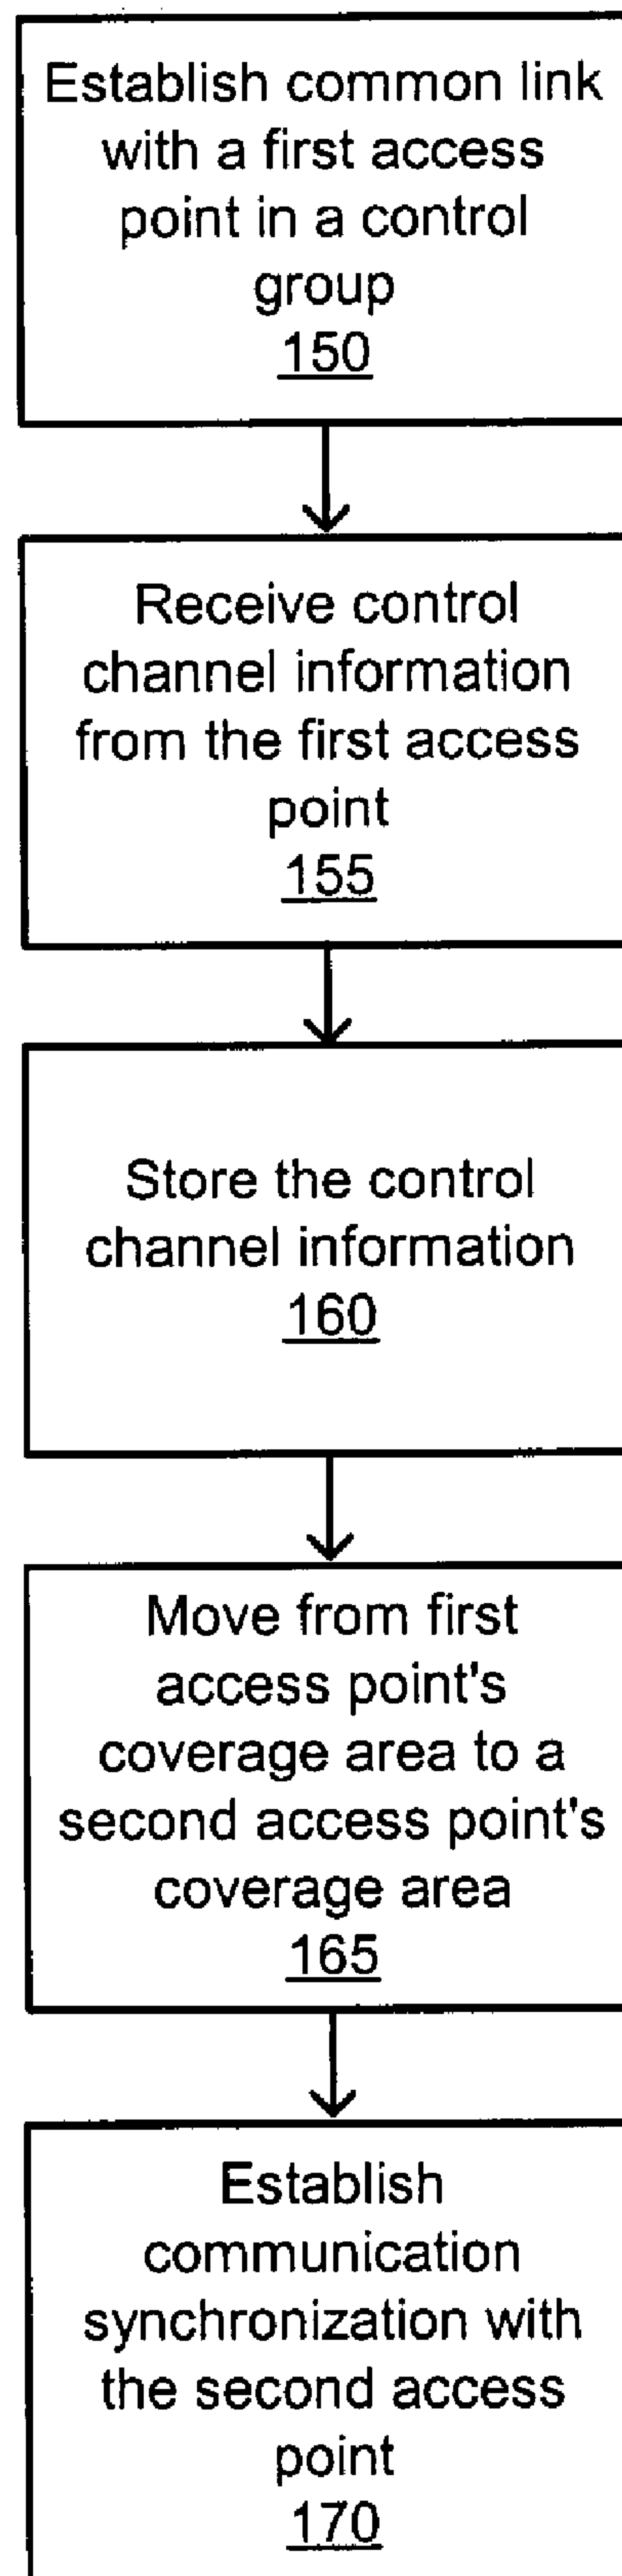 Establish common link
with a first access
point in a control
group
150
Receive control
channel information
from the first access
point
155
Store the control
channel information
160
Move from first
access point's
coverage area to a
second access point's
coverage area
165
Establish
communication
synchronization with
the second access
point
170